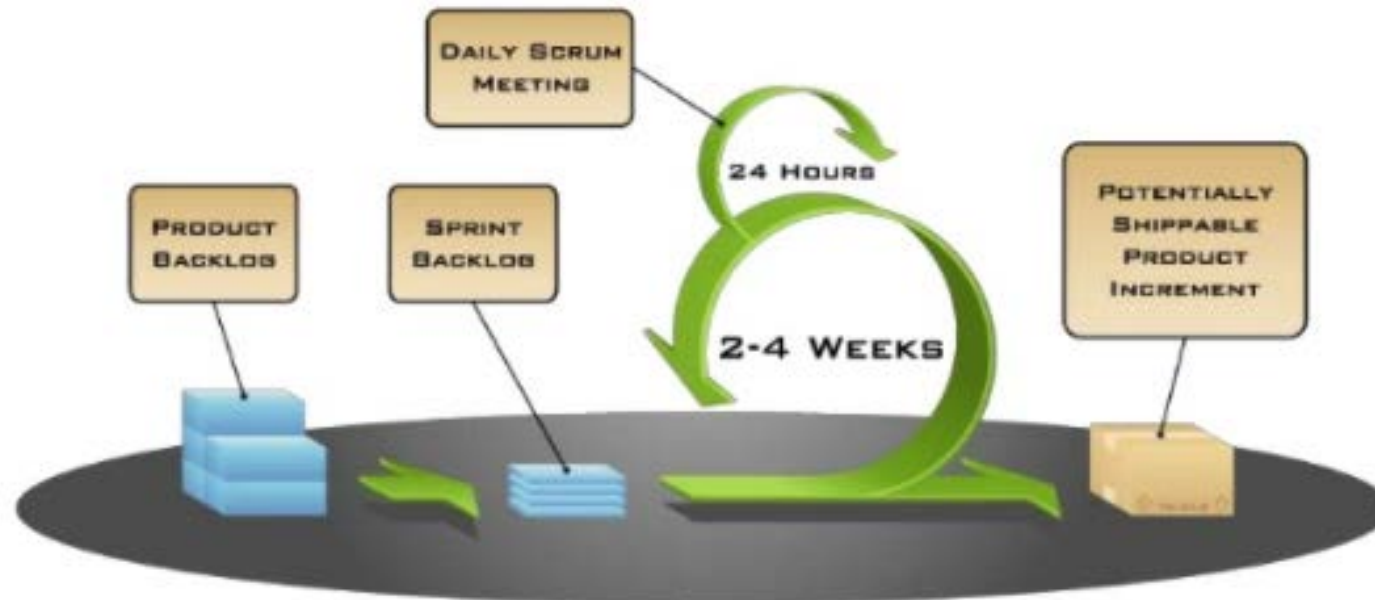 DAILY SCRUM
MEETING
24 HOURS
PRODUCT
BACKLOG
SPRINT
BACKLOG
POTENTIALLY
SHIPPABLE
PRODUCT
INCREMENT
2-4 WEEKS